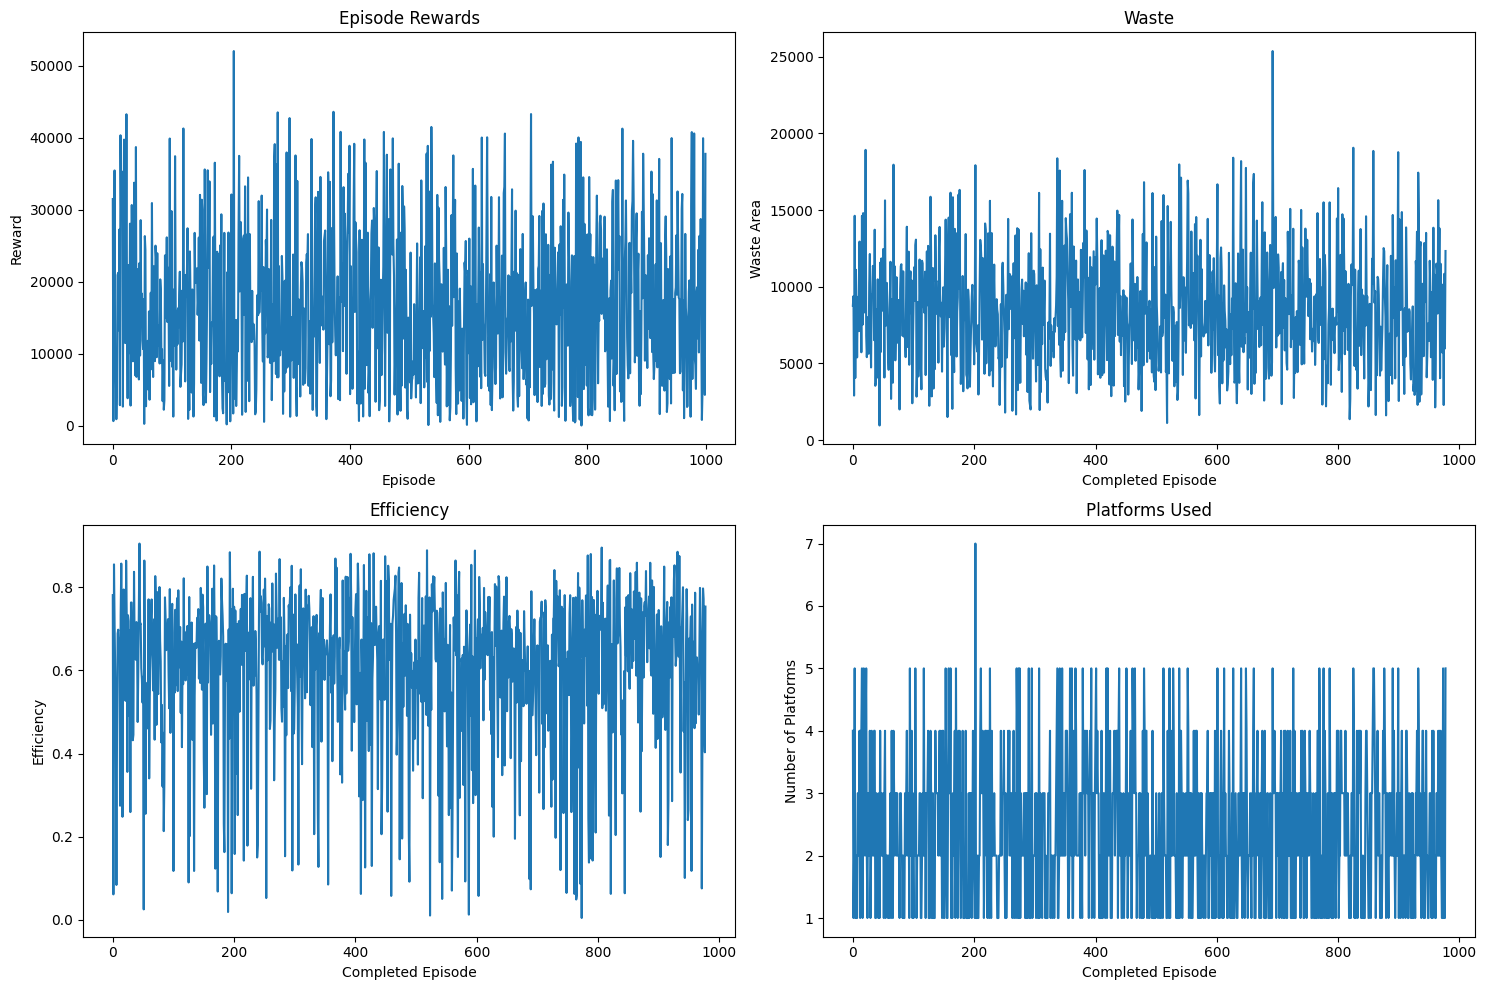 Episode Rewards
50000
40000
30000
20000
10000
0
Reward
0 200 400 600 800 1000
Episode
Waste
25000
20000
15000
10000
5000
0
Waste Area
0 200 400 600 800 1000
Completed Episode
Efficiency
0.8
0.6
0.4
0.2
0.0
Efficiency
0 200 400 600 800 1000
Completed Episode
Platforms Used
7
6
5
4
3
2
1
Number of Platforms
0 200 400 600 800 1000
Completed Episode